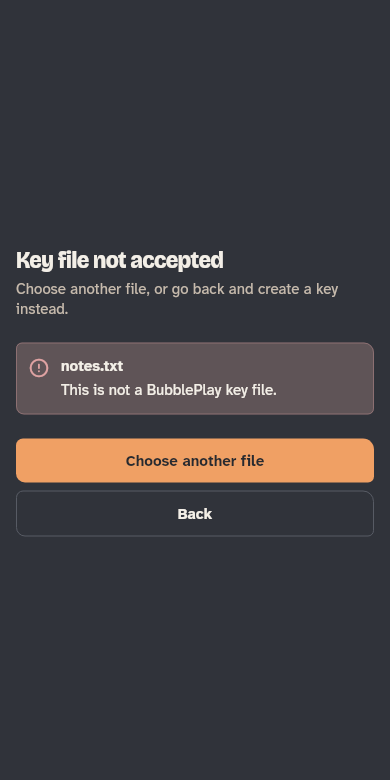 Key file not accepted
Choose another file, or go back and create a key
instead.
notes.txt
This is not a BubblePlay key file.
Choose another file
Back